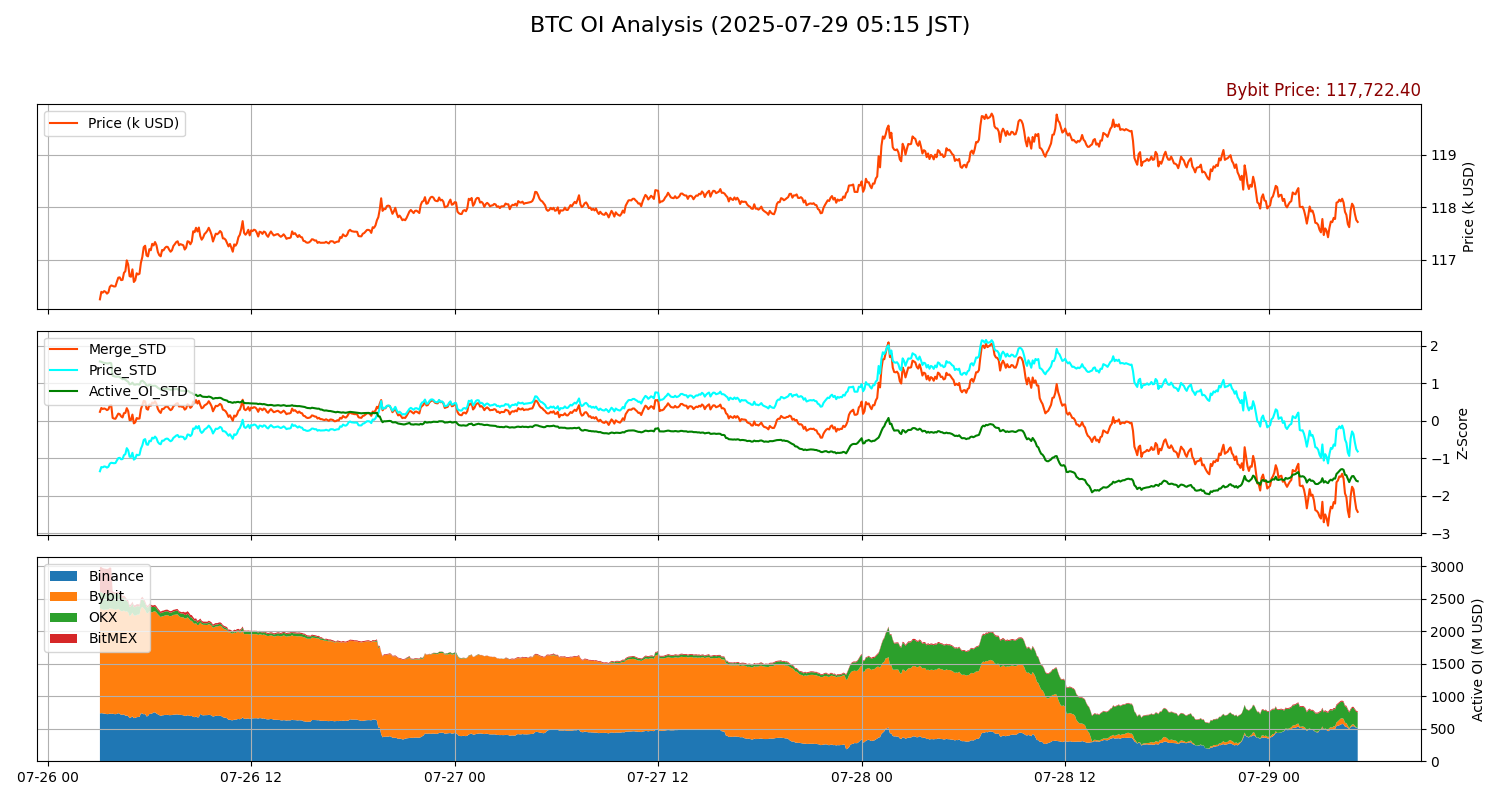 BTC OI Analysis (2025-07-29 05:15 JST)
Bybit Price: 117,722.40
Price (k USD)
119
118
117
Price (k USD)
Merge_STD
Price_STD
Active_OI_STD
2
1
0
−1
−2
−3
Z-Score
Binance
Bybit
OKX
BitMEX
3000
2500
2000
1500
1000
500
0
Active OI (M USD)
07-26 00
07-26 12
07-27 00
07-27 12
07-28 00
07-28 12
07-29 00